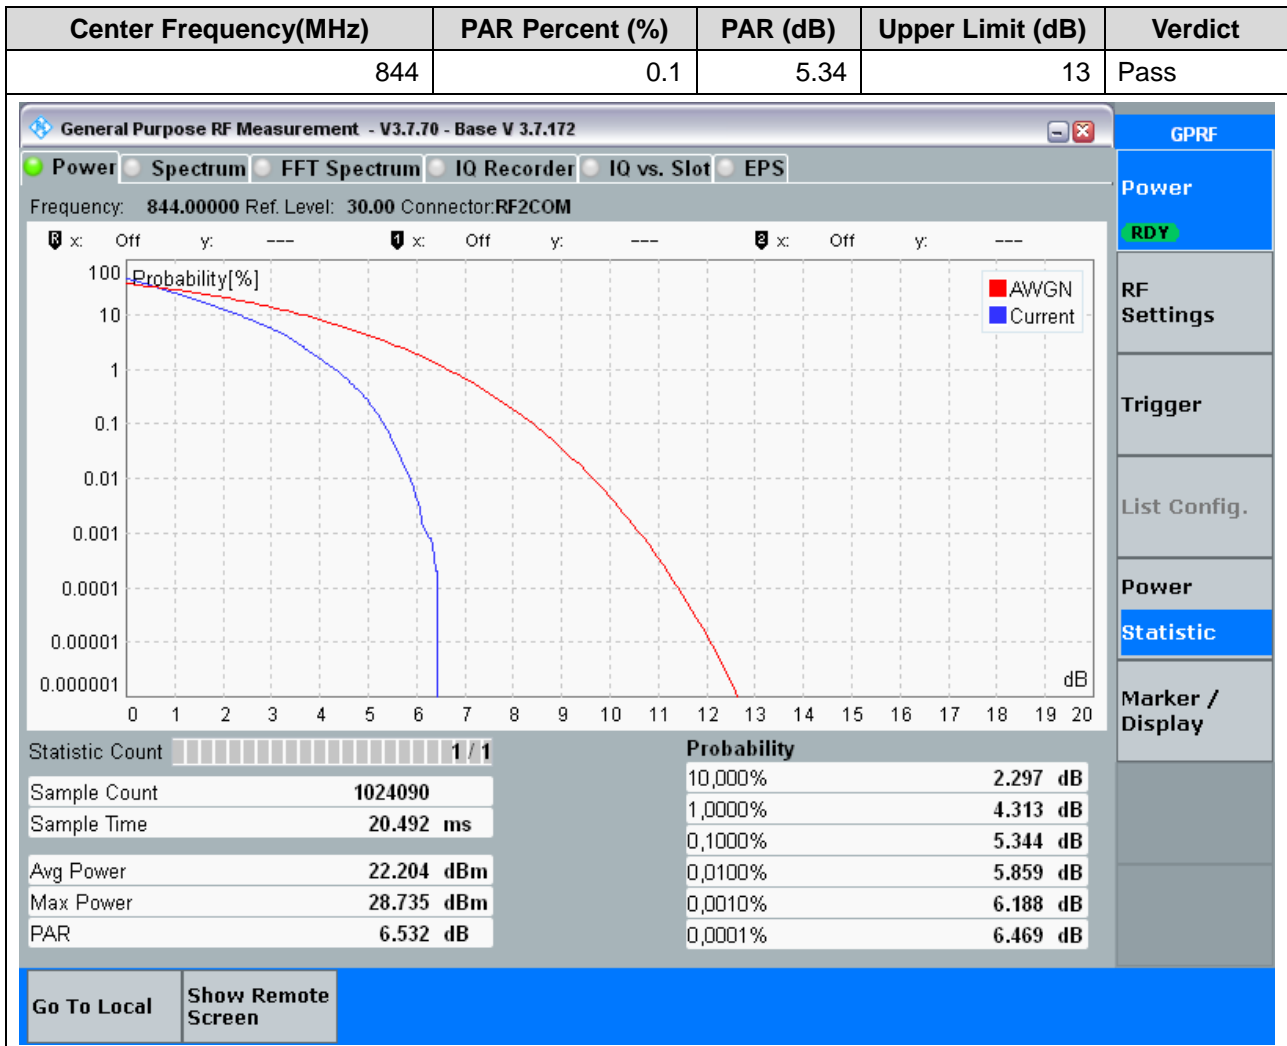 Center Frequency(MHz) PAR Percent (%) PAR (dB) Upper Limit (dB) Verdict
844 0.1 5.34 13 Pass
General Purpose RF Measurement - V3.7.70 - Base V 3.7.172
Power Spectrum FFT Spectrum IQ Recorder IQ vs. Slot EPS
Frequency: 844.00000 Ref. Level: 30.00 Connector:RF2COM
R x: Off y: --- 1 x: Off y: --- 2 x: Off y: ---
Probability[%]
AWGN
Current
100
10
1
0.1
0.01
0.001
0.0001
0.00001
0.000001
dB
0 1 2 3 4 5 6 7 8 9 10 11 12 13 14 15 16 17 18 19 20
Statistic Count 1 / 1
Sample Count 1024090
Sample Time 20.492 ms
Avg Power 22.204 dBm
Max Power 28.735 dBm
PAR 6.532 dB
Probability
10,000% 2.297 dB
1,0000% 4.313 dB
0,1000% 5.344 dB
0,0100% 5.859 dB
0,0010% 6.188 dB
0,0001% 6.469 dB
GPRF
Power
RDY
RF
Settings
Trigger
List Config.
Power
Statistic
Marker /
Display
Go To Local
Show Remote
Screen